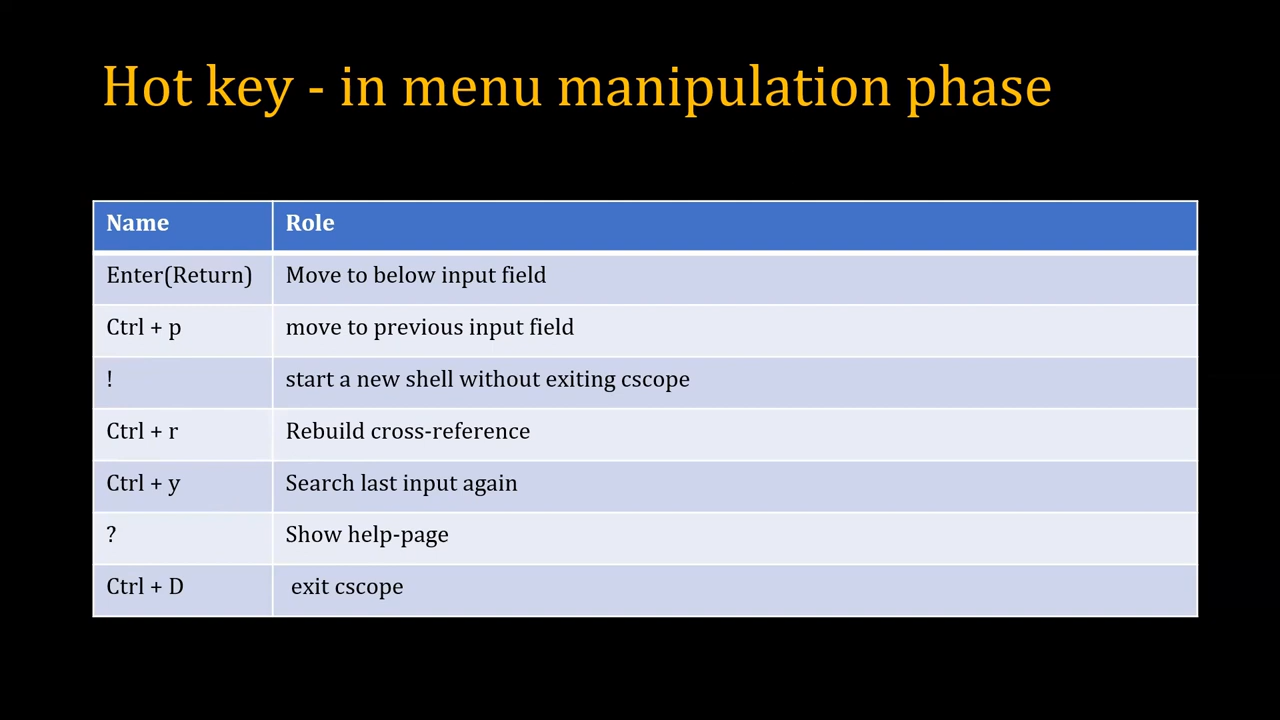 Hot key - in menu manipulation phase
Name Role
Enter(Return) Move to below input field
Ctrl + p move to previous input field
! start a new shell without exiting cscope
Ctrl + r Rebuild cross-reference
Ctrl + y Search last input again
? Show help-page
Ctrl + D exit cscope